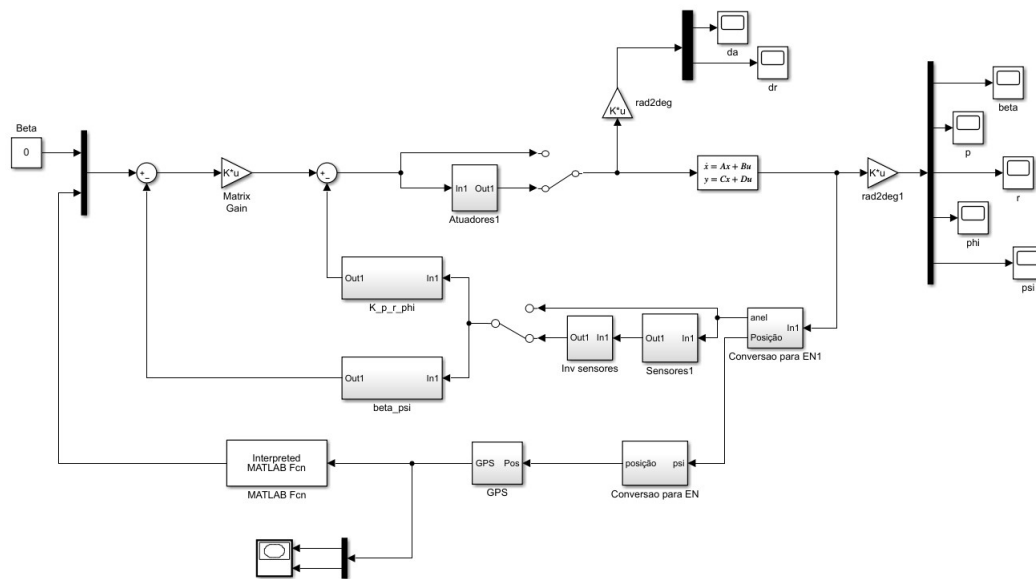 da
dr
rad2deg
K*u
beta
Beta
0
p
K*u
Matrix
Gain
+
−
+
−
In1 Out1
Atuadores1
ẋ = Ax + Bu
y = Cx + Du
K*u
rad2deg1
r
phi
psi
Out1 In1
K_p_r_phi
anel
In1
Posição
Conversao para EN1
Out1 In1
Inv sensores
Out1 In1
Sensores1
Out1 In1
beta_psi
Interpreted
MATLAB Fcn
MATLAB Fcn
GPS Pos
GPS
posição psi
Conversao para EN